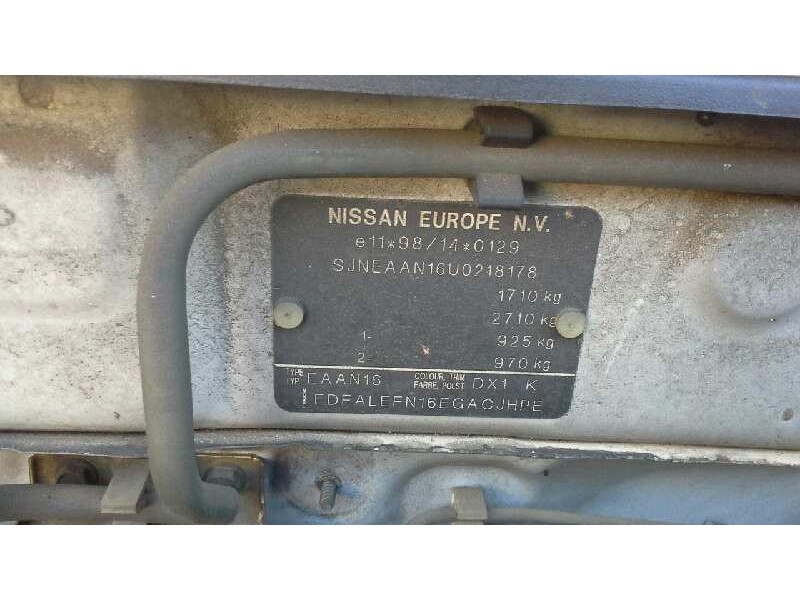 NISSAN EUROPE N.V.
e11*98/14*0129
SJNEAAN16U0218178
1710 kg
2710 kg
1- 925 kg
2- 970 kg
TYPE TYP EAAN16 COLOUR, TRIM FARBE, POLST DX1 K
FDFALEFN16EGACJHPE